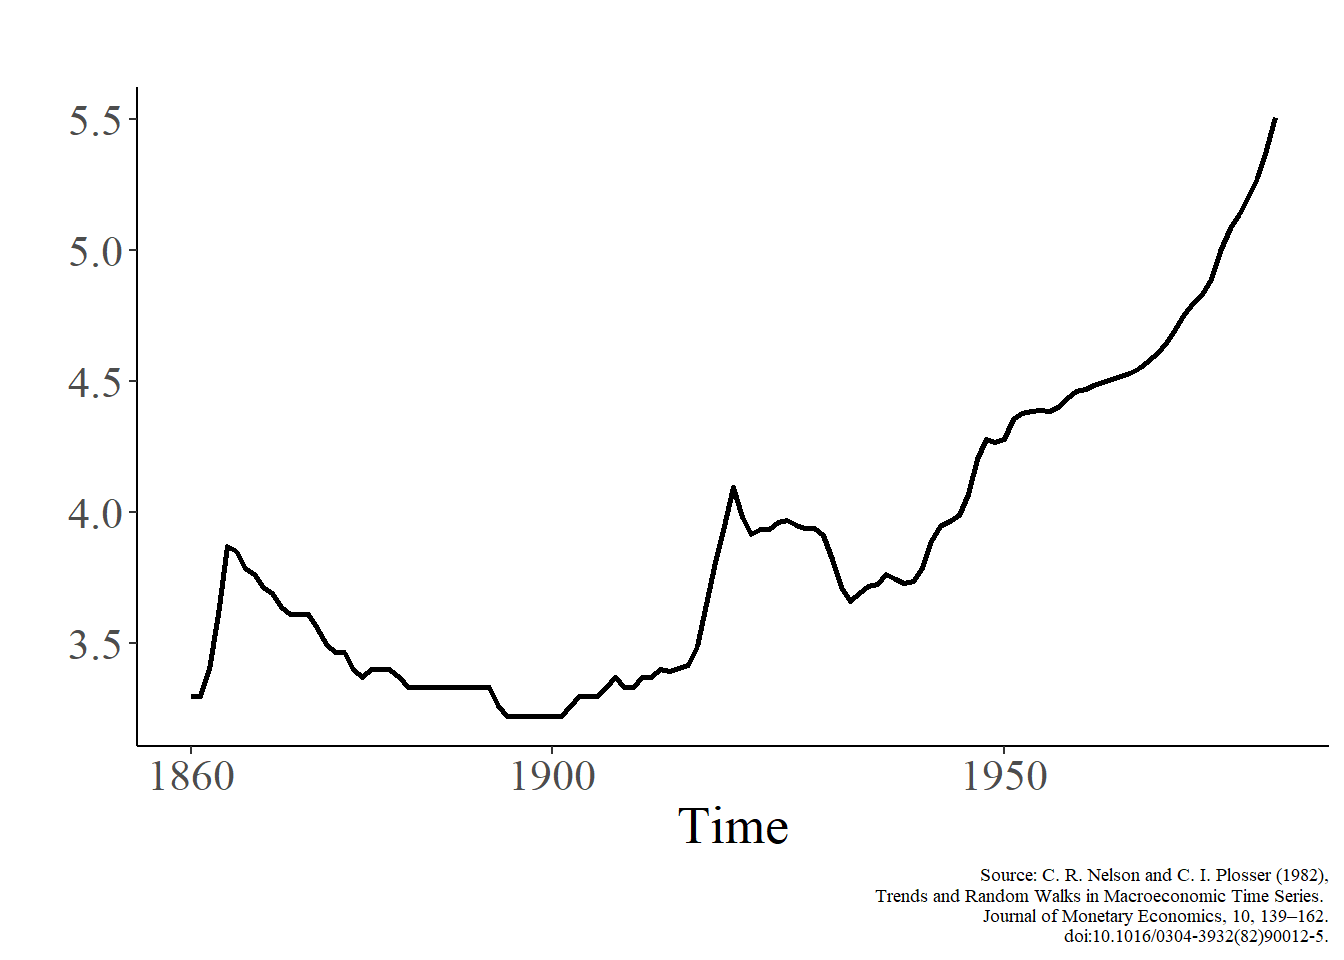 5.5
5.0
4.5
4.0
3.5
1860 1900 1950
Time
Source: C. R. Nelson and C. I. Plosser (1982),
Trends and Random Walks in Macroeconomic Time Series.
Journal of Monetary Economics, 10, 139–162.
doi:10.1016/0304-3932(82)90012-5.